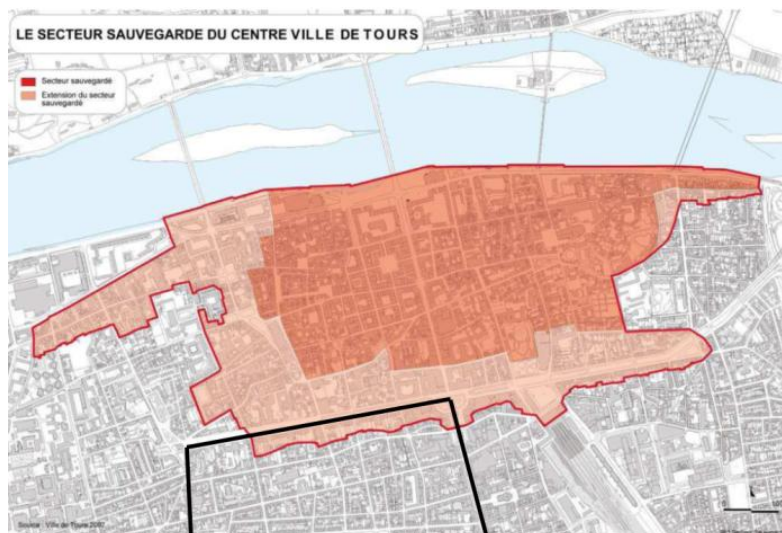 LE SECTEUR SAUVEGARDE DU CENTRE VILLE DE TOURS
Secteur sauvegardé
Extension du secteur
sauvegardé
Source : Ville de Tours